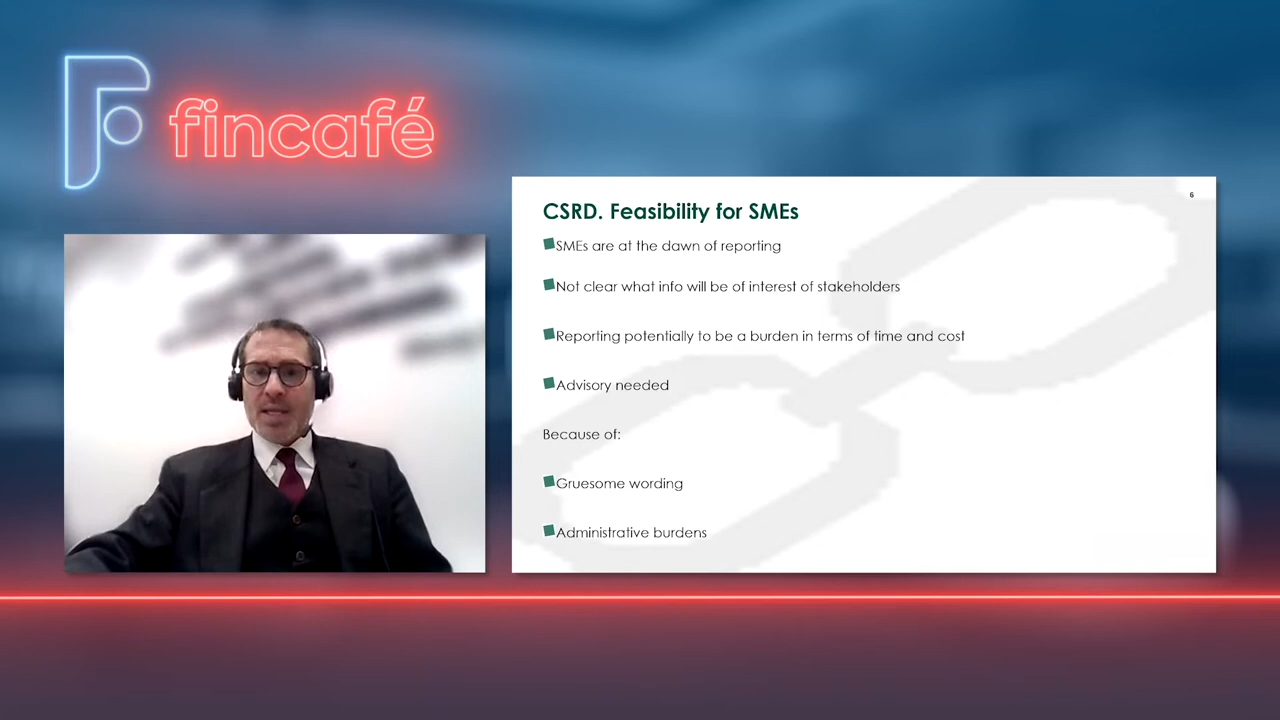 fincafé
6
CSRD. Feasibility for SMEs
SMEs are at the dawn of reporting
Not clear what info will be of interest of stakeholders
Reporting potentially to be a burden in terms of time and cost
Advisory needed
Because of:
Gruesome wording
Administrative burdens